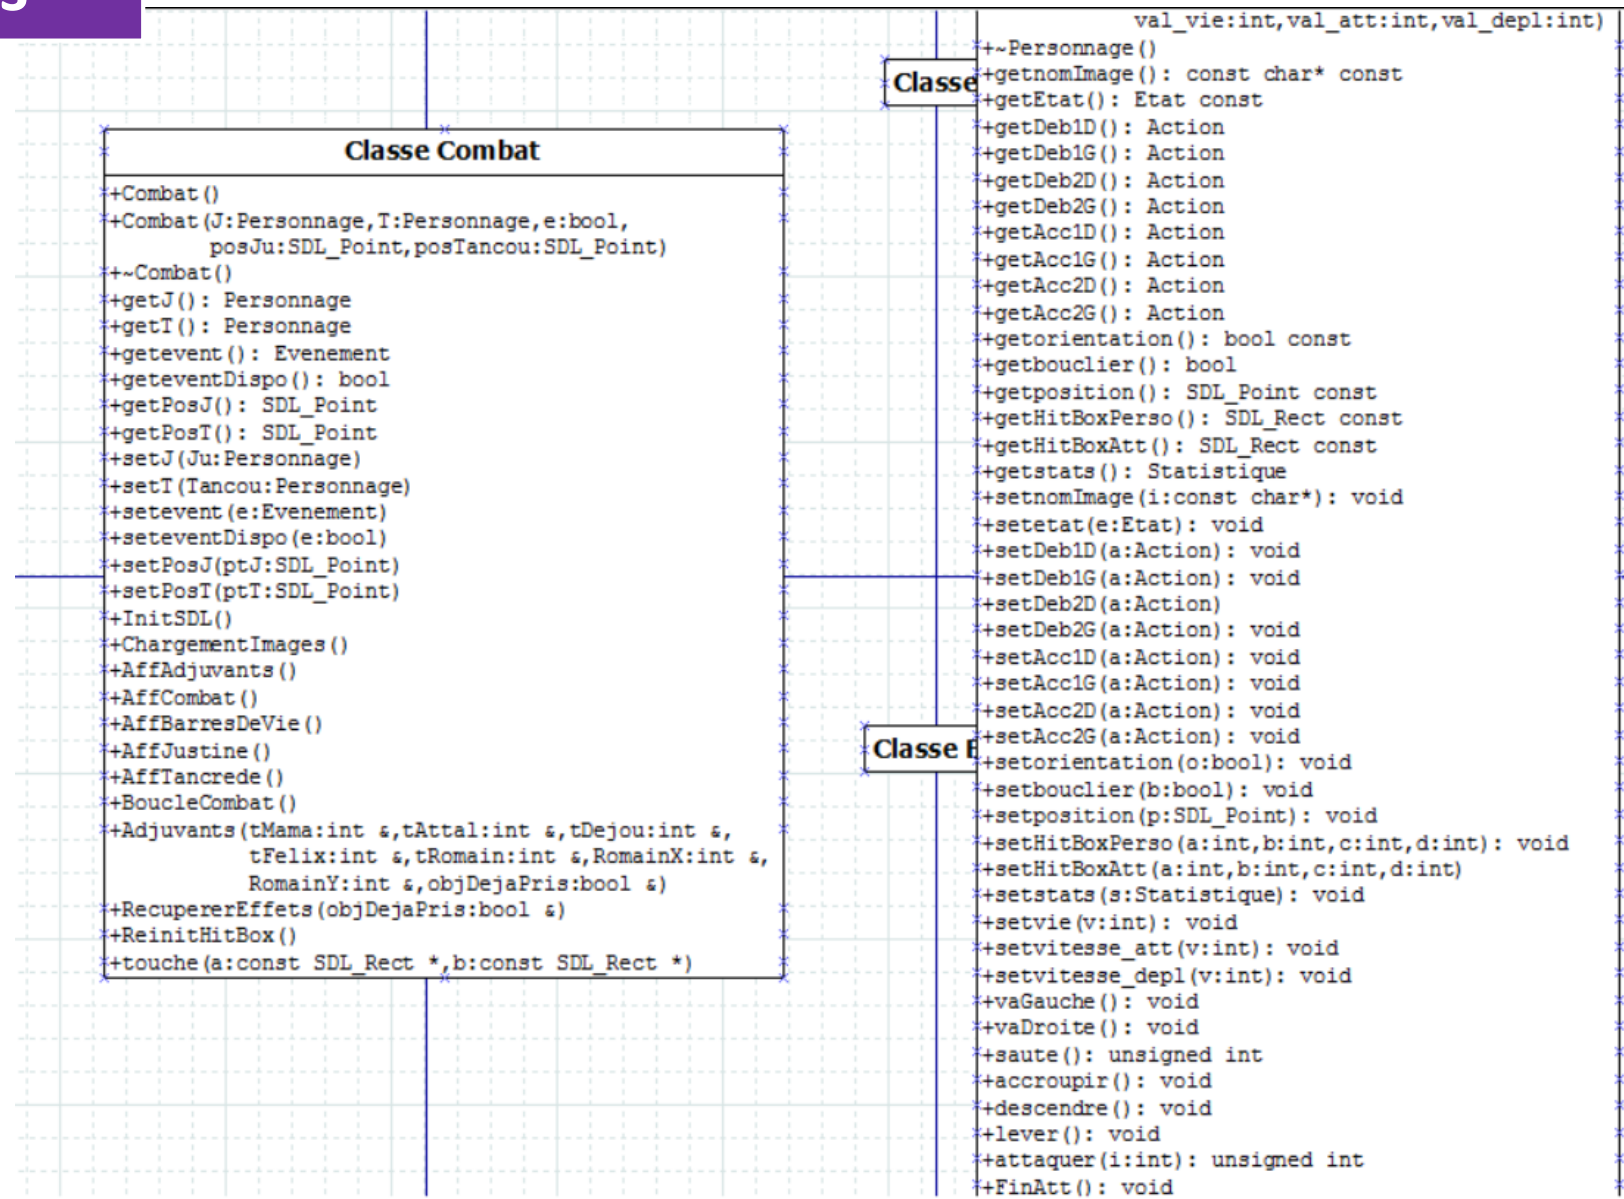 g
Classe Combat
+Combat()
+Combat(J:Personnage,T:Personnage,e:bool,
posJu:SDL_Point,posTancou:SDL_Point)
+~Combat()
+getJ(): Personnage
+getT(): Personnage
+getevent(): Evenement
+geteventDispo(): bool
+getPosJ(): SDL_Point
+getPosT(): SDL_Point
+setJ(Ju:Personnage)
+setT(Tancou:Personnage)
+setevent(e:Evenement)
+seteventDispo(e:bool)
+setPosJ(ptJ:SDL_Point)
+setPosT(ptT:SDL_Point)
+InitSDL()
+ChargementImages()
+AffAdjuvants()
+AffCombat()
+AffBarresDeVie()
+AffJustine()
+AffTancrede()
+BoucleCombat()
+Adjuvants(tMama:int &,tAttal:int &,tDejou:int &,
tFelix:int &,tRomain:int &,RomainX:int &,
RomainY:int &,objDejaPris:bool &)
+RecupererEffets(objDejaPris:bool &)
+ReinitHitBox()
+touche(a:const SDL_Rect *,b:const SDL_Rect *)
Classe
Classe E
val_vie:int,val_att:int,val_depl:int)
+~Personnage()
+getnomImage(): const char* const
+getEtat(): Etat const
+getDeb1D(): Action
+getDeb1G(): Action
+getDeb2D(): Action
+getDeb2G(): Action
+getAcc1D(): Action
+getAcc1G(): Action
+getAcc2D(): Action
+getAcc2G(): Action
+getorientation(): bool const
+getbouclier(): bool
+getposition(): SDL_Point const
+getHitBoxPerso(): SDL_Rect const
+getHitBoxAtt(): SDL_Rect const
+getstats(): Statistique
+setnomImage(i:const char*): void
+setetat(e:Etat): void
+setDeb1D(a:Action): void
+setDeb1G(a:Action): void
+setDeb2D(a:Action)
+setDeb2G(a:Action): void
+setAcc1D(a:Action): void
+setAcc1G(a:Action): void
+setAcc2D(a:Action): void
+setAcc2G(a:Action): void
+setorientation(o:bool): void
+setbouclier(b:bool): void
+setposition(p:SDL_Point): void
+setHitBoxPerso(a:int,b:int,c:int,d:int): void
+setHitBoxAtt(a:int,b:int,c:int,d:int)
+setstats(s:Statistique): void
+setvie(v:int): void
+setvitesse_att(v:int): void
+setvitesse_depl(v:int): void
+vaGauche(): void
+vaDroite(): void
+saute(): unsigned int
+accroupir(): void
+descendre(): void
+lever(): void
+attaquer(i:int): unsigned int
+FinAtt(): void